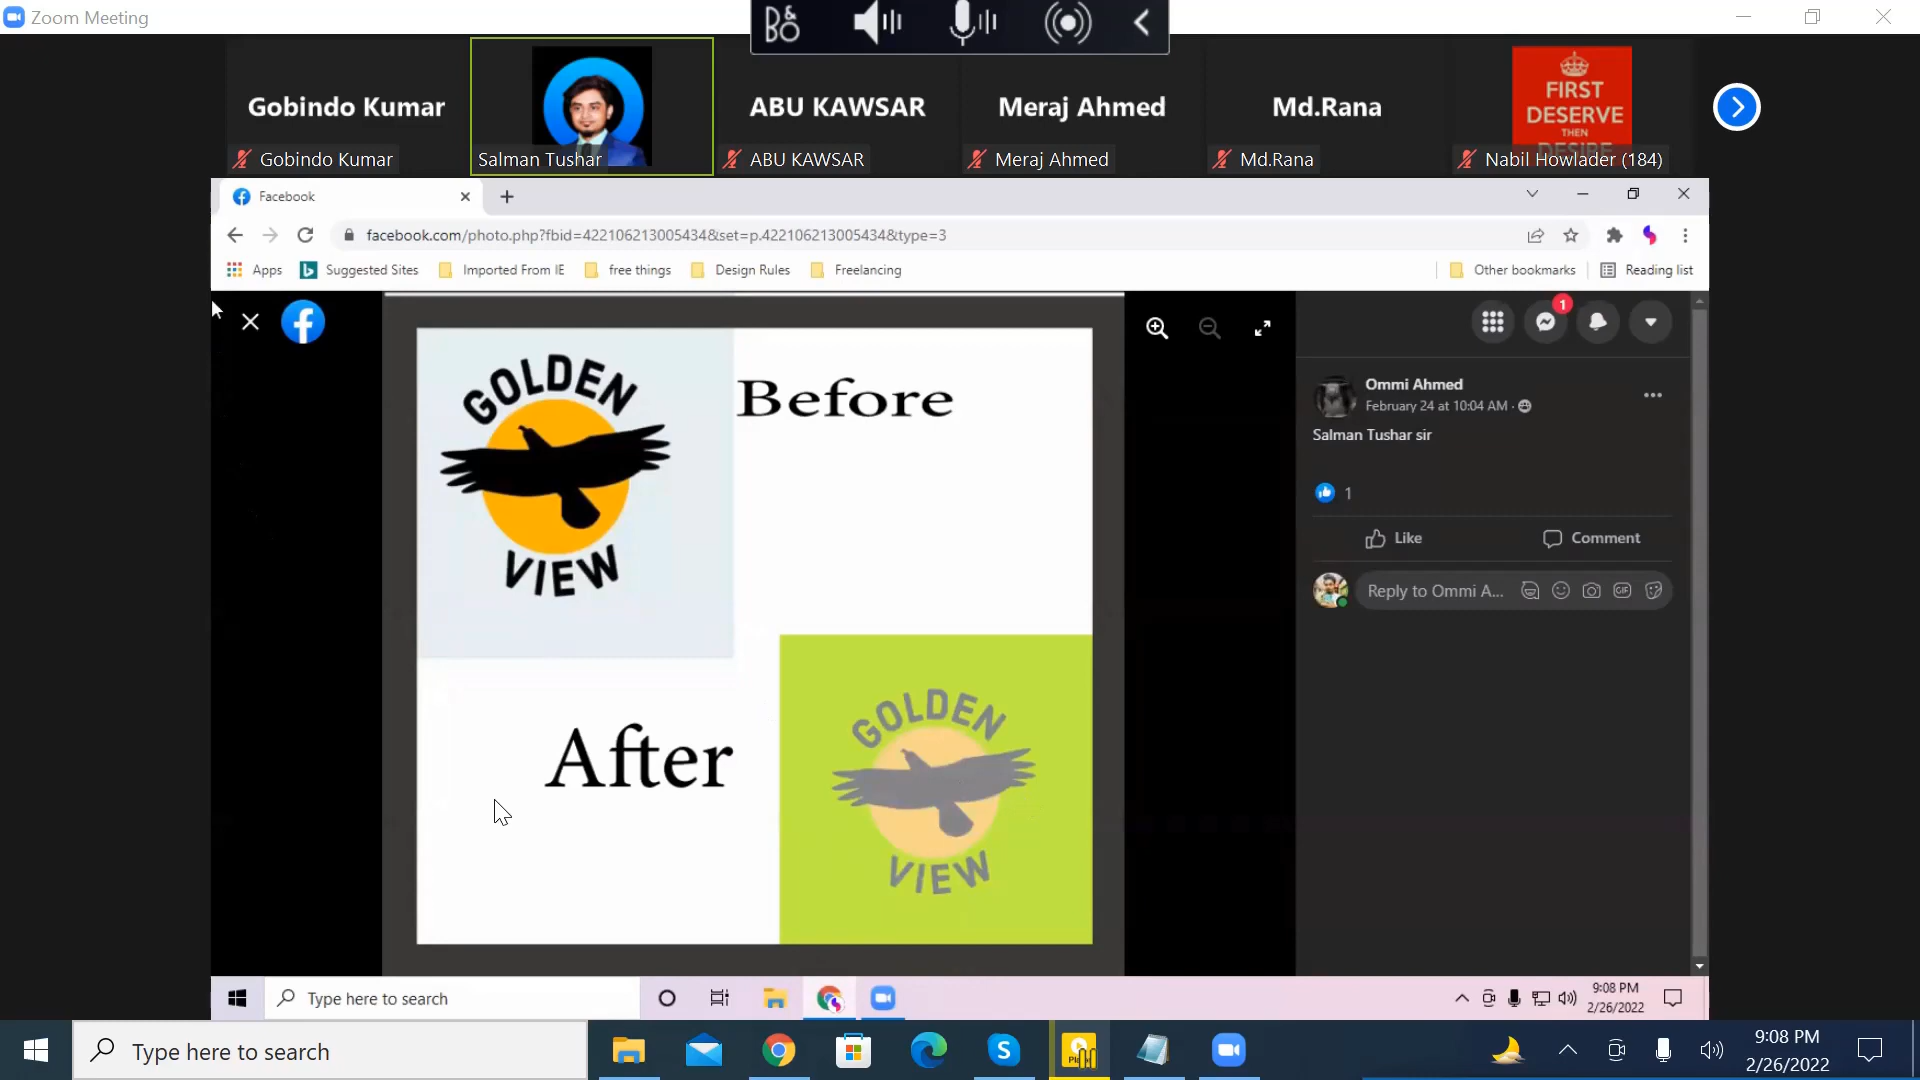 Zoom Meeting
B&O
Gobindo Kumar
ABU KAWSAR
Meraj Ahmed
Md.Rana
FIRST
DESERVE
THEN
DESIRE
Gobindo Kumar
Salman Tushar
ABU KAWSAR
Meraj Ahmed
Md.Rana
Nabil Howlader (184)
Facebook
facebook.com/photo.php?fbid=422106213005434&set=p.422106213005434&type=3
Apps
Suggested Sites
Imported From IE
free things
Design Rules
Freelancing
Other bookmarks
Reading list
1
GOLDEN
VIEW
Before
After
GOLDEN
VIEW
Ommi Ahmed
February 24 at 10:04 AM ·
Salman Tushar sir
1
Like
Comment
Reply to Ommi A...
GIF
Type here to search
9:08 PM
2/26/2022
Type here to search
9:08 PM
2/26/2022